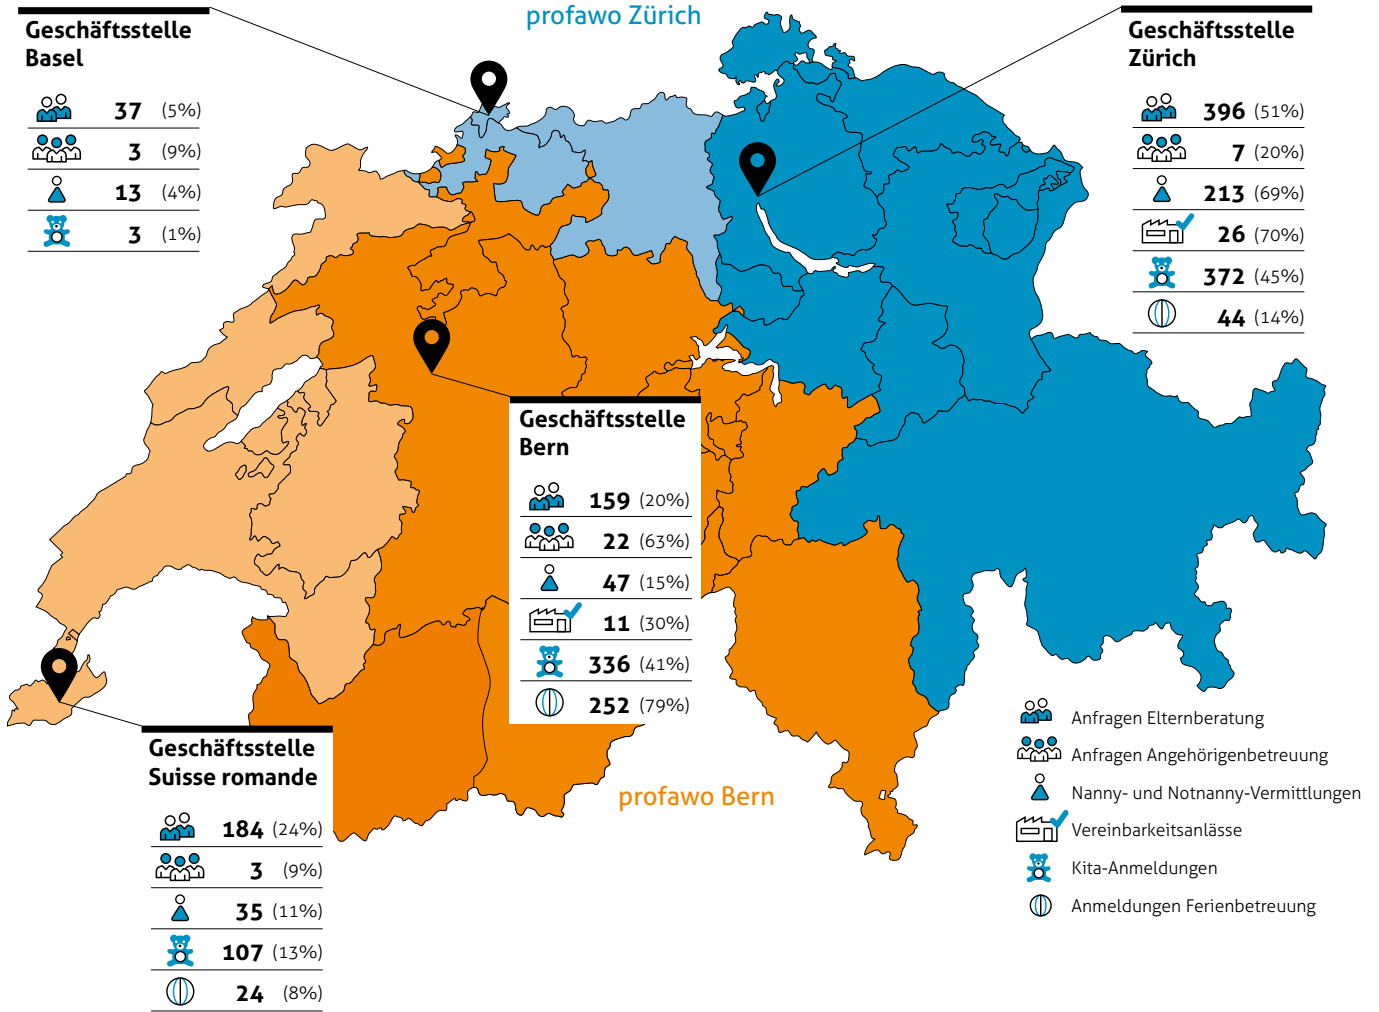 profawo Zürich
Geschäftsstelle
Basel
37 (5%)
3 (9%)
13 (4%)
3 (1%)
Geschäftsstelle
Zürich
396 (51%)
7 (20%)
213 (69%)
26 (70%)
372 (45%)
44 (14%)
Geschäftsstelle
Bern
159 (20%)
22 (63%)
47 (15%)
11 (30%)
336 (41%)
252 (79%)
profawo Bern
Geschäftsstelle
Suisse romande
184 (24%)
3 (9%)
35 (11%)
107 (13%)
24 (8%)
Anfragen Elternberatung
Anfragen Angehörigenbetreuung
Nanny- und Notnanny-Vermittlungen
Vereinbarkeitsanlässe
Kita-Anmeldungen
Anmeldungen Ferienbetreuung